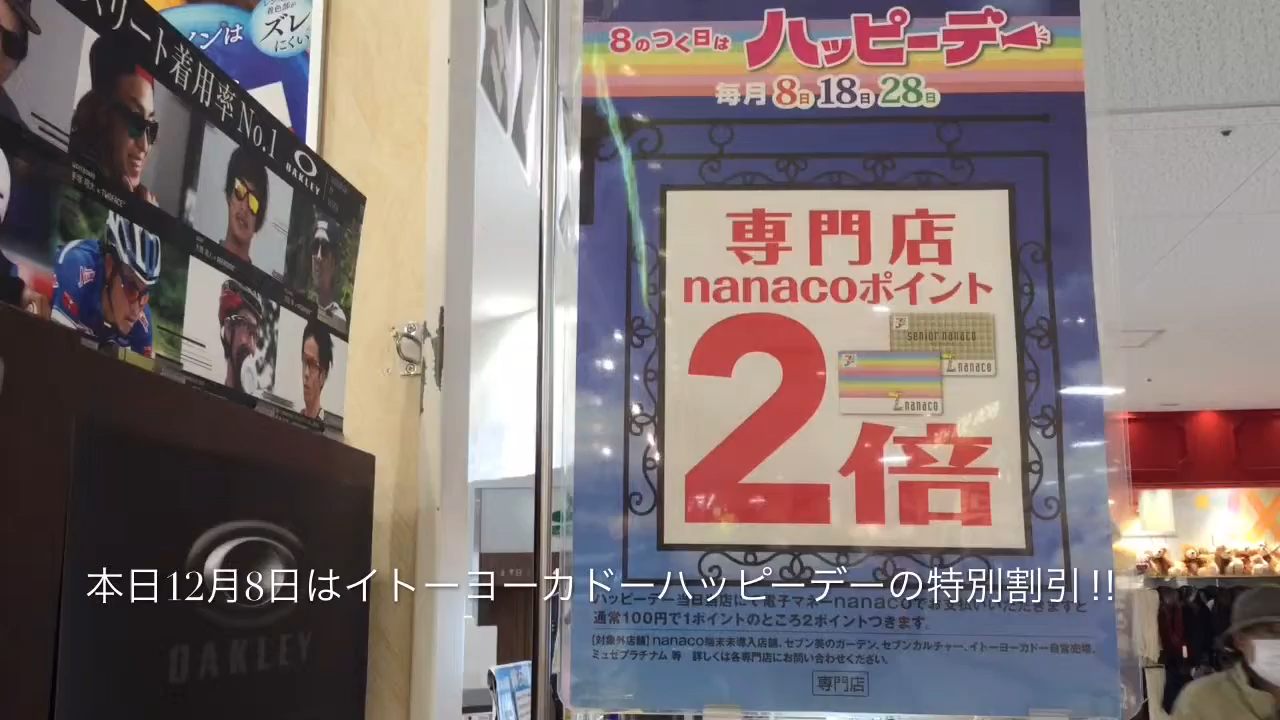 スリート着用率No.1
OAKLEY
インは
ズレ
にくい
8のつく日は ハッピーデー
毎月8日18日28日
専門店
nanacoポイント
2倍
senior nanaco
nanaco
nanaco
本日12月8日はイトーヨーカドーハッピーデーの特別割引!!
ハッピーデー当日当店にて電子マネーnanacoでお支払いいただきますと
通常100円で1ポイントのところ2ポイントつきます。
【対象外店舗】nanaco端末未導入店舗、セブン美のガーデン、セブンカルチャー、イトーヨーカドー自営売場、
ミュゼプラチナム 等 詳しくは各専門店にお問い合わせください。
専門店
OAKLEY